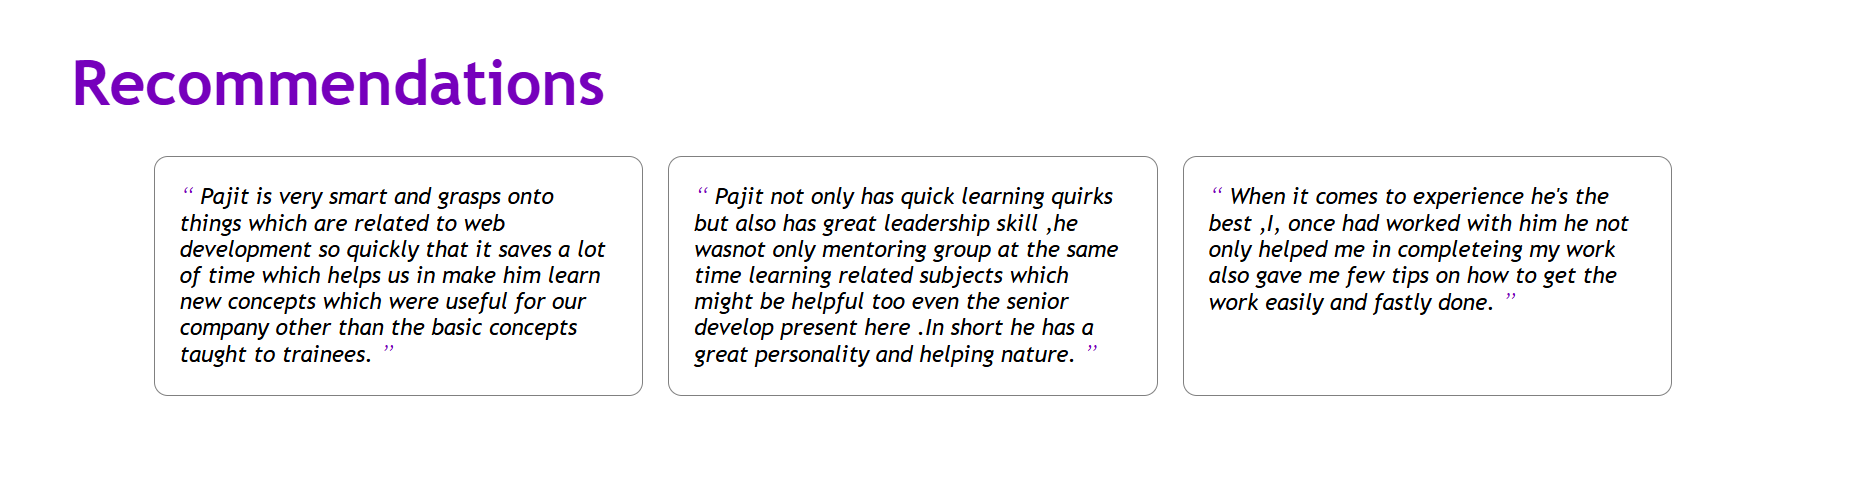 Recommendations
“ Pajit is very smart and grasps onto
things which are related to web
development so quickly that it saves a lot
of time which helps us in make him learn
new concepts which were useful for our
company other than the basic concepts
taught to trainees. ”
“ Pajit not only has quick learning quirks
but also has great leadership skill ,he
wasnot only mentoring group at the same
time learning related subjects which
might be helpful too even the senior
develop present here .In short he has a
great personality and helping nature. ”
“ When it comes to experience he's the
best ,I, once had worked with him he not
only helped me in completeing my work
also gave me few tips on how to get the
work easily and fastly done. ”